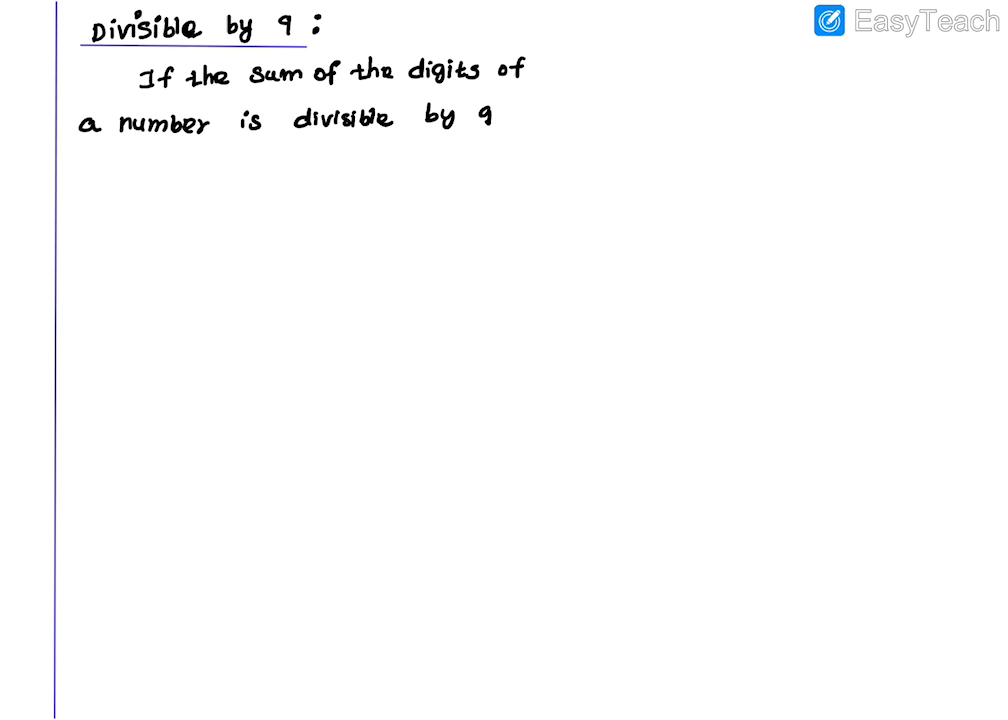 EasyTeach
Divisible by 9 :
If the sum of the digits of
a number is divisible by 9